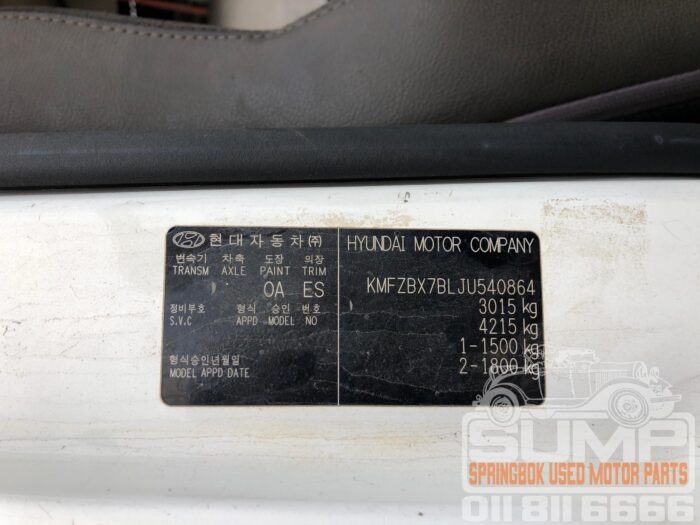 현대자동차㈜
변속기 차축 도장 의장
TRANSM AXLE PAINT TRIM
OA ES
정비부호 형식 승인 번호
S.V.C APPD MODEL NO
형식승인년월일
MODEL APPD DATE
HYUNDAI MOTOR COMPANY
KMFZBX7BLJU540864
3015 kg
4215 kg
1-1500 kg
2-1800 kg
SUMP
SPRINGBOK USED MOTOR PARTS
011 811 6666